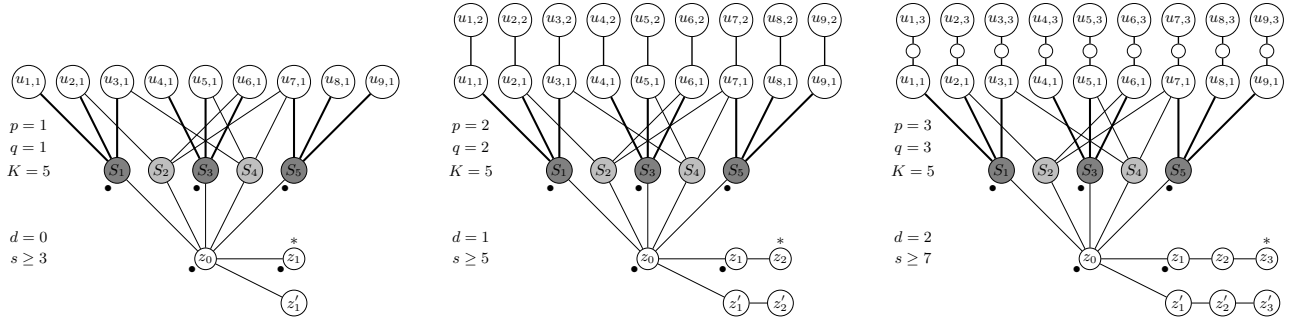 u1,2 u2,2 u3,2 u4,2 u5,2 u6,2 u7,2 u8,2 u9,2 u1,3 u2,3 u3,3 u4,3 u5,3 u6,3 u7,3 u8,3 u9,3
u1,1 u2,1 u3,1 u4,1 u5,1 u6,1 u7,1 u8,1 u9,1 u1,1 u2,1 u3,1 u4,1 u5,1 u6,1 u7,1 u8,1 u9,1 u1,1 u2,1 u3,1 u4,1 u5,1 u6,1 u7,1 u8,1 u9,1
p = 1 p = 2 p = 3
q = 1 q = 2 q = 3
K = 5 S1 S2 S3 S4 S5 K = 5 S1 S2 S3 S4 S5 K = 5 S1 S2 S3 S4 S5
d = 0 * d = 1 * d = 2 *
s ≥ 3 z0 z1 s ≥ 5 z0 z1 z2 s ≥ 7 z0 z1 z2 z3
z′1 z′1 z′2 z′1 z′2 z′3